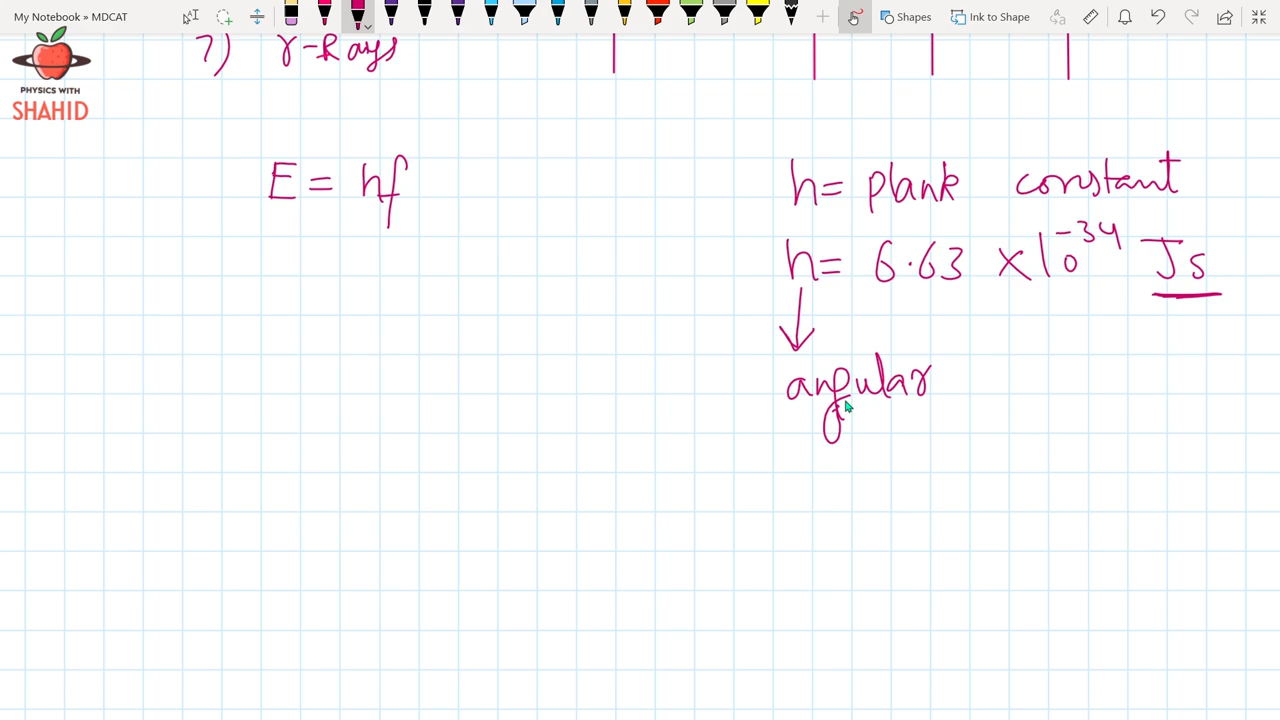 My Notebook » MDCAT
Shapes
Ink to Shape
PHYSICS WITH
SHAHID
7) γ-Rays
E = hf
h= plank constant
h= 6.63 ×10⁻³⁴ Js
angular